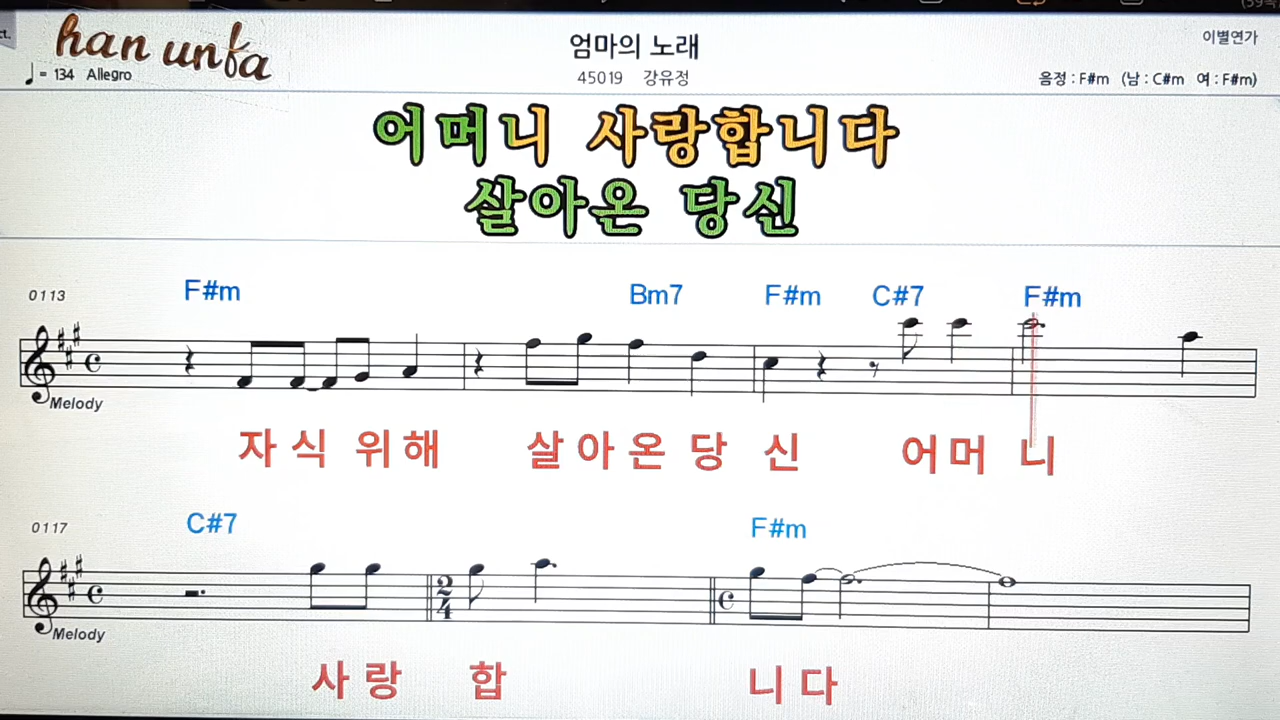 ct.
han unfa
엄마의 노래
이별연가
♩= 134 Allegro
45019 강유정
음정 : F#m (남 : C#m 여 : F#m)
어머니 사랑합니다
살아온 당신
0113 F#m Bm7 F#m C#7 F#m
Melody
자 식 위 해 살 아 온 당 신 어 머 니
0117 C#7 F#m
2
4
Melody
사 랑 합 니 다